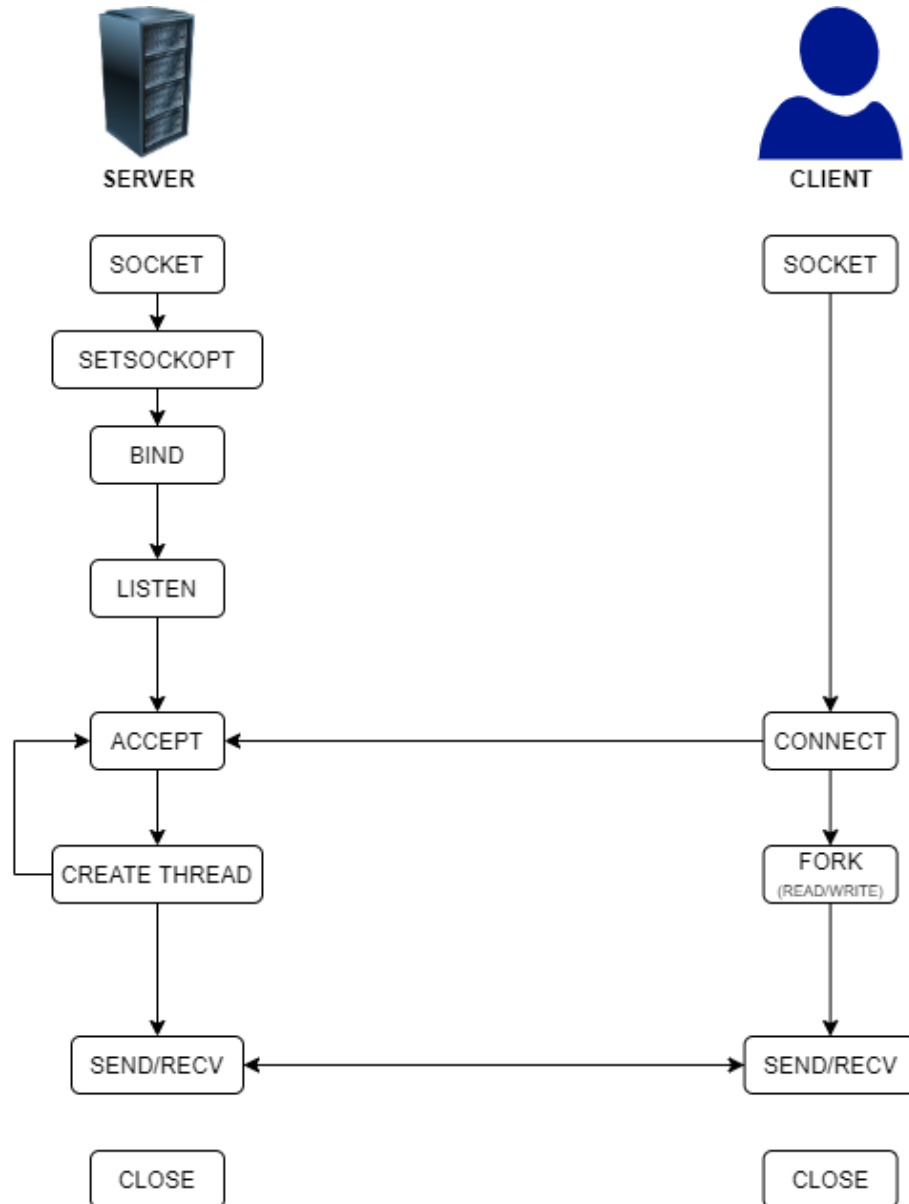 SERVER
CLIENT
SOCKET
SOCKET
SETSOCKOPT
BIND
LISTEN
ACCEPT
CONNECT
CREATE THREAD
FORK
(READ/WRITE)
SEND/RECV
SEND/RECV
CLOSE
CLOSE